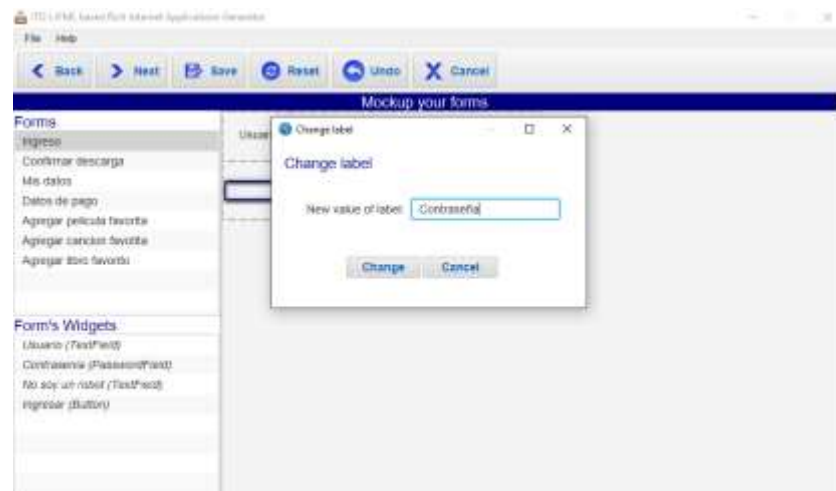 File Help
Back Next Save Reset Undo Cancel
Mockup your forms
Forms
Ingreso
Confirmar descarga
Mis datos
Datos de pago
Agregar pelicula favorita
Agregar cancion favorita
Agregar libro favorito
Change label
Change label
New value of label: Contraseña
Change Cancel
Form's Widgets
Usuario (TextField)
Contrasenia (PasswordField)
No soy un robot (TextField)
Ingresar (Button)